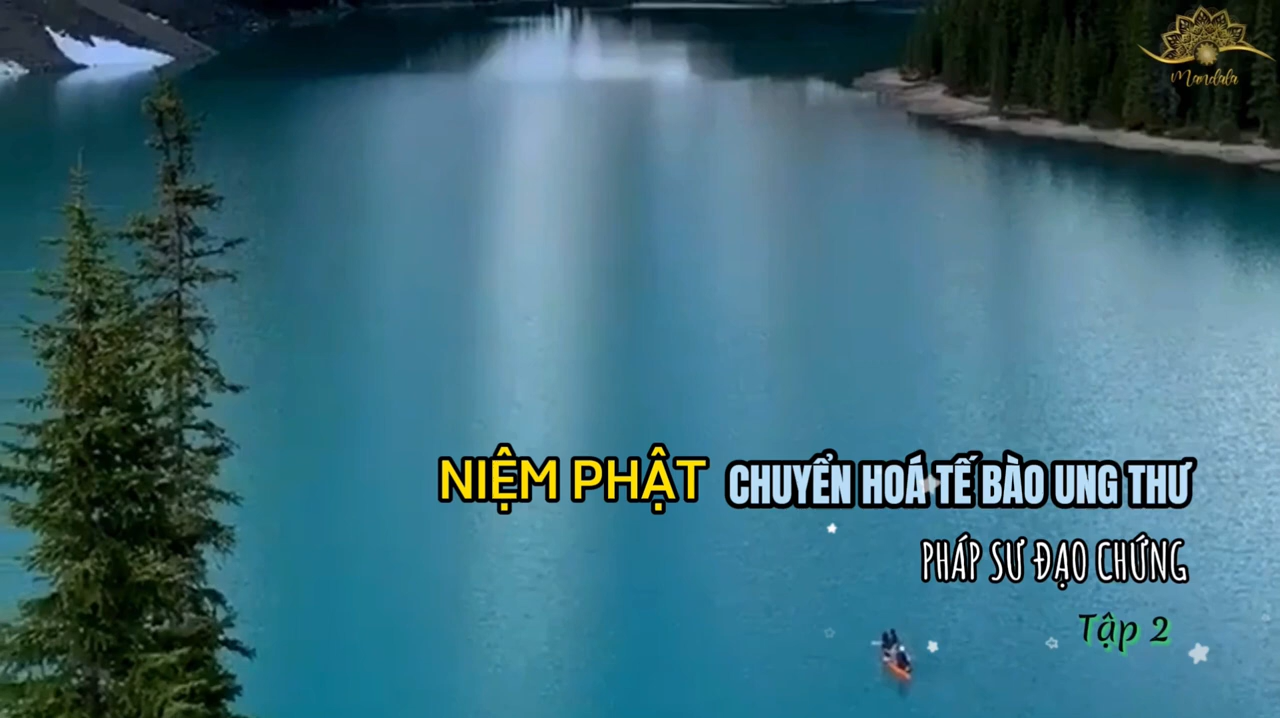 Mandala
NIỆM PHẬT CHUYỂN HOÁ TẾ BÀO UNG THƯ
PHÁP SƯ ĐẠO CHỨNG
Tập 2